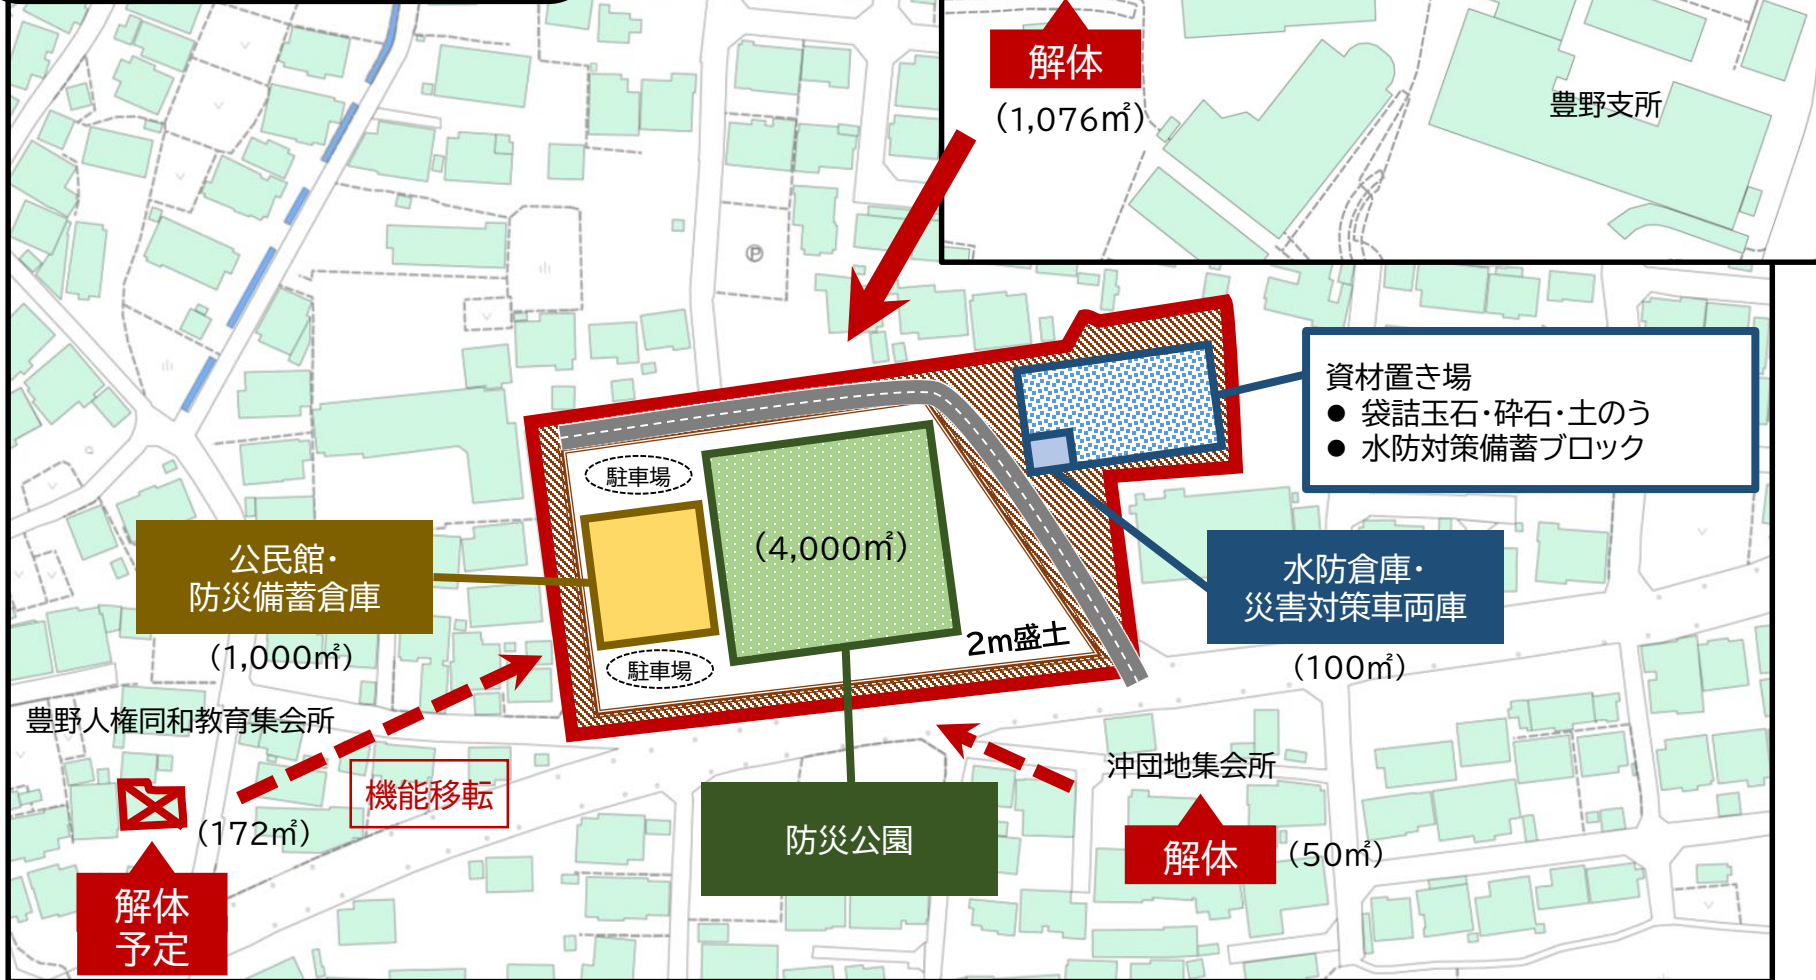 解体
（1,076㎡）
豊野支所
資材置き場
● 袋詰玉石・砕石・土のう
● 水防対策備蓄ブロック
駐車場
（4,000㎡）
公民館・
防災備蓄倉庫
（1,000㎡）
水防倉庫・
災害対策車両庫
（100㎡）
2m盛土
駐車場
豊野人権同和教育集会所
機能移転
（172㎡）
解体
予定
防災公園
沖団地集会所
解体
（50㎡）
Ⓟ